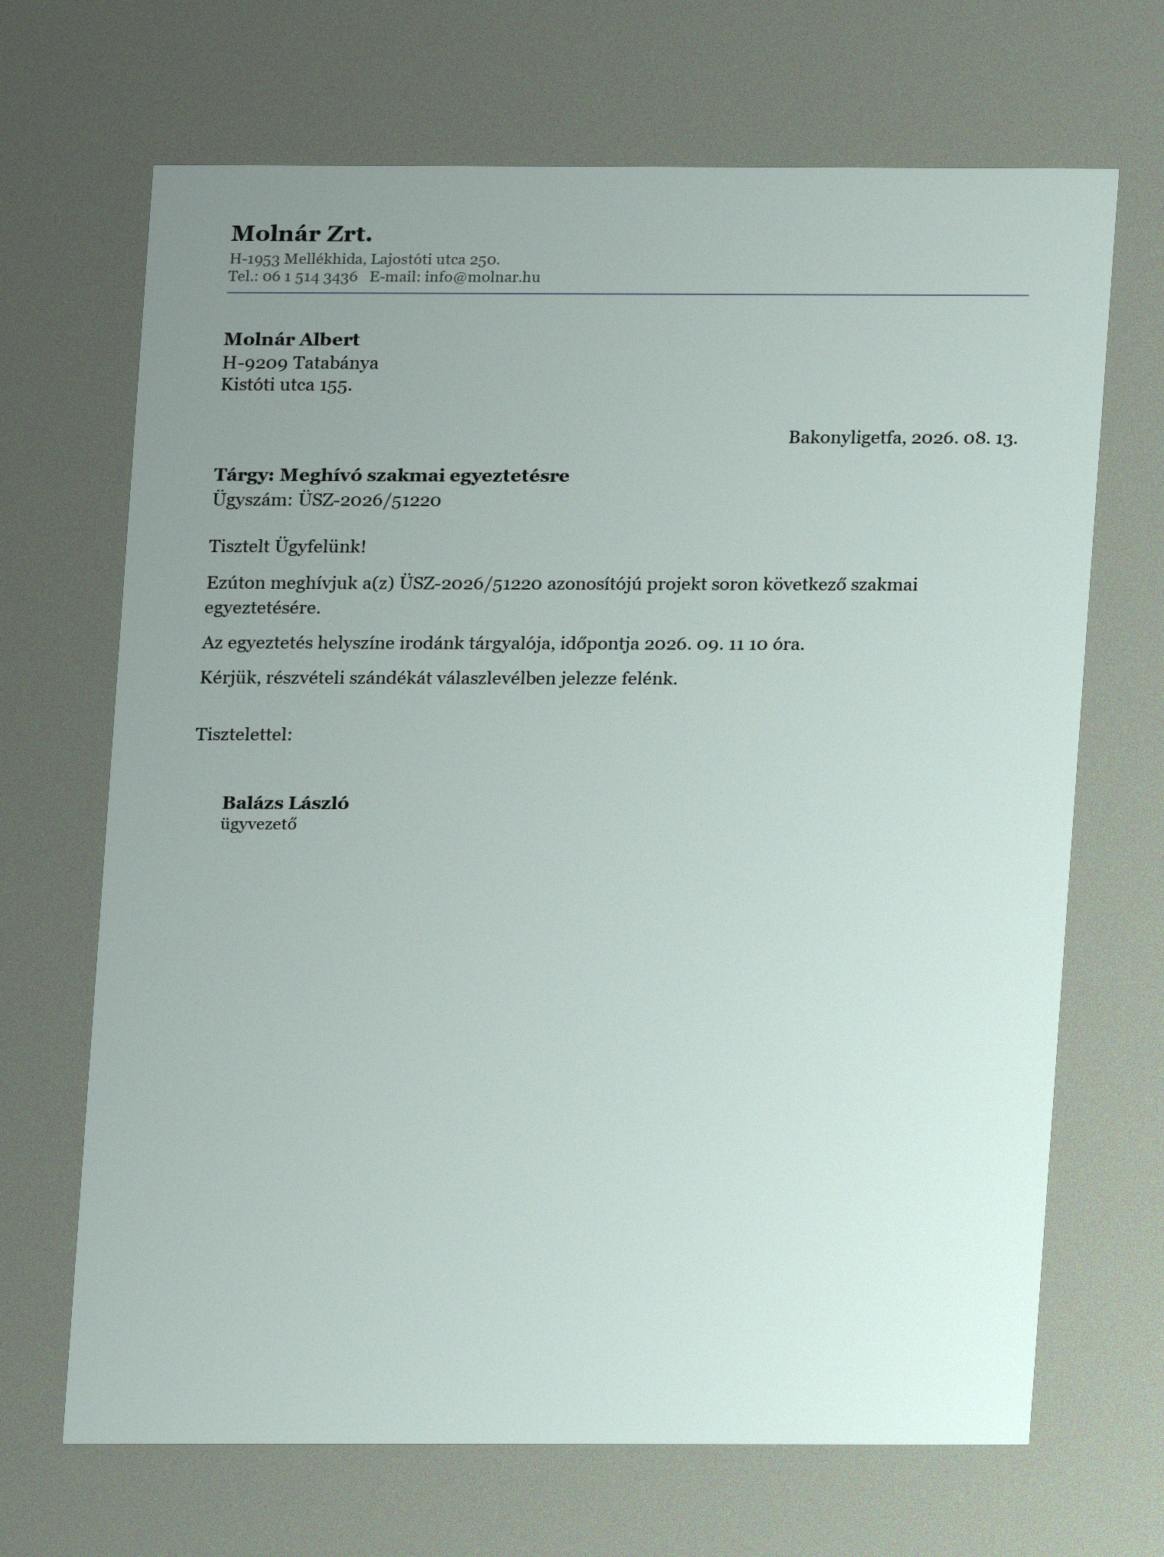 Molnár Zrt.
H-1953 Mellékhida, Lajostóti utca 250.
Tel.: 06 1 514 3436 E-mail: info@molnar.hu
Molnár Albert
H-9209 Tatabánya
Kistóti utca 155.
Bakonyligetfa, 2026. 08. 13.
Tárgy: Meghívó szakmai egyeztetésre
Ügyszám: ÜSZ-2026/51220
Tisztelt Ügyfelünk!
Ezúton meghívjuk a(z) ÜSZ-2026/51220 azonosítójú projekt soron következő szakmai
egyeztetésére.
Az egyeztetés helyszíne irodánk tárgyalója, időpontja 2026. 09. 11 10 óra.
Kérjük, részvételi szándékát válaszlevélben jelezze felénk.
Tisztelettel:
Balázs László
ügyvezető